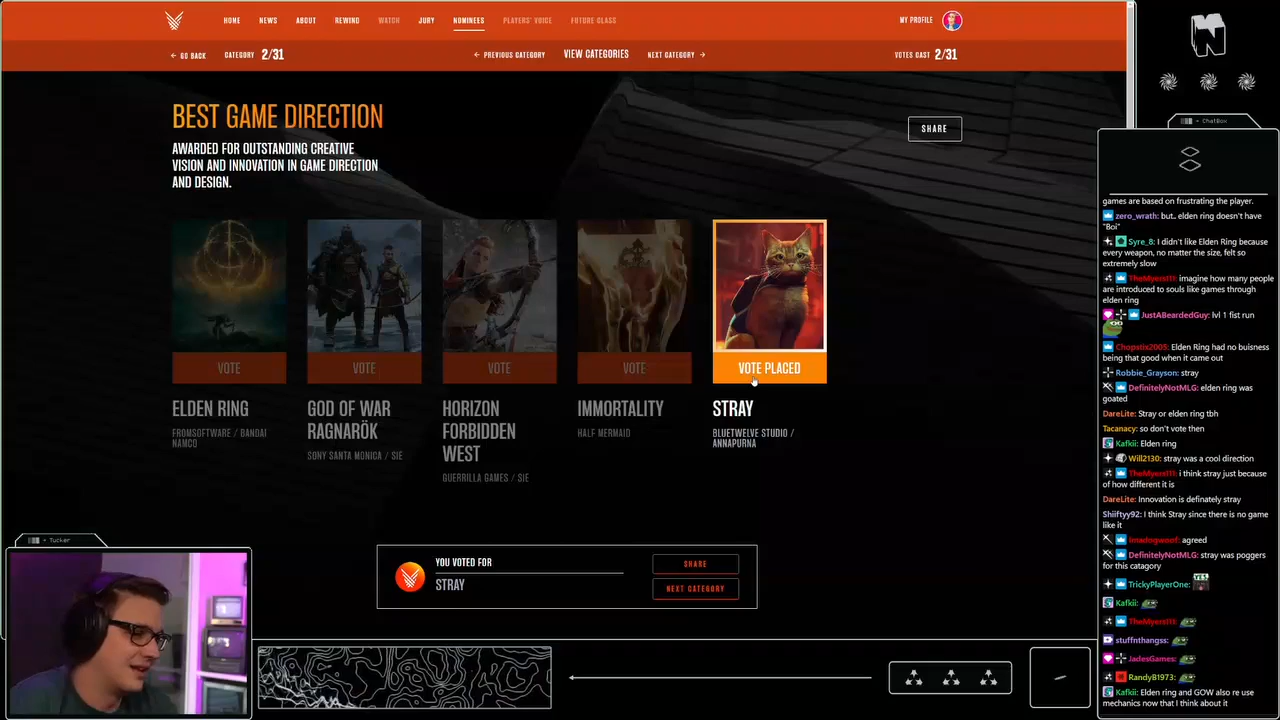 HOME NEWS ABOUT REWIND WATCH JURY NOMINEES PLAYERS' VOICE FUTURE CLASS MY PROFILE
← GO BACK CATEGORY 2/31 ← PREVIOUS CATEGORY VIEW CATEGORIES NEXT CATEGORY → VOTES CAST 2/31
BEST GAME DIRECTION
AWARDED FOR OUTSTANDING CREATIVE
VISION AND INNOVATION IN GAME DIRECTION
AND DESIGN.
SHARE
VOTE VOTE VOTE VOTE VOTE PLACED
ELDEN RING
FROMSOFTWARE / BANDAI
NAMCO
GOD OF WAR
RAGNARÖK
SONY SANTA MONICA / SIE
HORIZON
FORBIDDEN
WEST
GUERRILLA GAMES / SIE
IMMORTALITY
HALF MERMAID
STRAY
BLUETWELVE STUDIO /
ANNAPURNA
YOU VOTED FOR
STRAY
SHARE
NEXT CATEGORY
+ Tucker
+ ChatBox
games are based on frustrating the player.
zero_wrath: but.. elden ring doesn't have
"Boi"
Syre_8: I didn't like Elden Ring because
every weapon, no matter the size, felt so
extremely slow
TheMyers111: imagine how many people
are introduced to souls like games through
elden ring
JustABeardedGuy: lvl 1 fist run
Chopstis2005: Elden Ring had no buisness
being that good when it came out
Robbie_Grayson: stray
DefinitelyNotMLG: elden ring was
goated
DareLite: Stray or elden ring tbh
Tacanacy: so don't vote then
Kafkii: Elden ring
Will2130: stray was a cool direction
TheMyers111: i think stray just because
of how different it is
DareLite: Innovation is definately stray
Shiiftyy92: I think Stray since there is no game
like it
imadngwoof: agreed
DefinitelyNotMLG: stray was poggers
for this catagory
TrickyPlayerOne: YES
Kafkii:
TheMyers111:
stuffnthangss:
JadesGames:
RandyB1973:
Kafkii: Elden ring and GOW also re use
mechanics now that I think about it